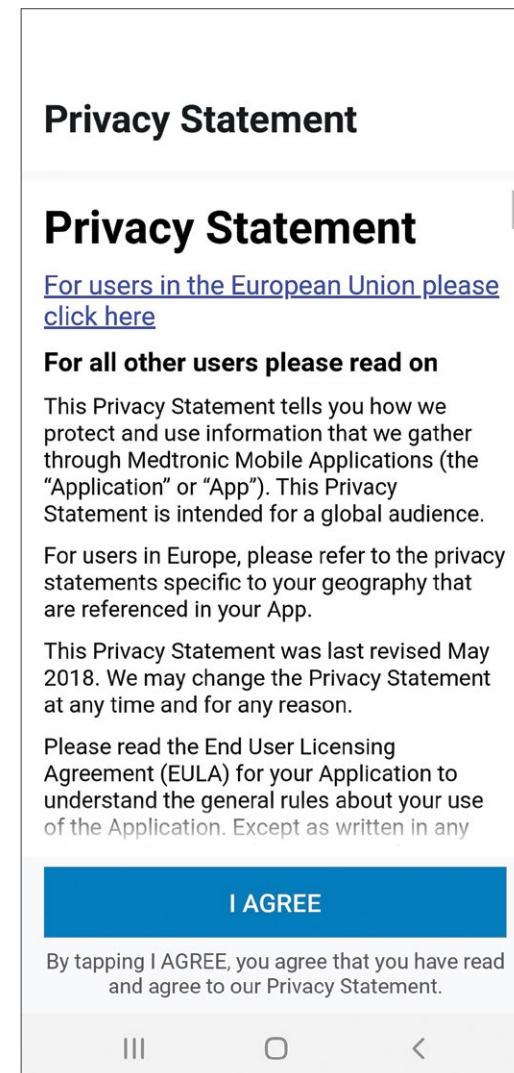 Privacy Statement
Privacy Statement
For users in the European Union please
click here
For all other users please read on
This Privacy Statement tells you how we
protect and use information that we gather
through Medtronic Mobile Applications (the
“Application” or “App”). This Privacy
Statement is intended for a global audience.
For users in Europe, please refer to the privacy
statements specific to your geography that
are referenced in your App.
This Privacy Statement was last revised May
2018. We may change the Privacy Statement
at any time and for any reason.
Please read the End User Licensing
Agreement (EULA) for your Application to
understand the general rules about your use
of the Application. Except as written in any
I AGREE
By tapping I AGREE, you agree that you have read
and agree to our Privacy Statement.